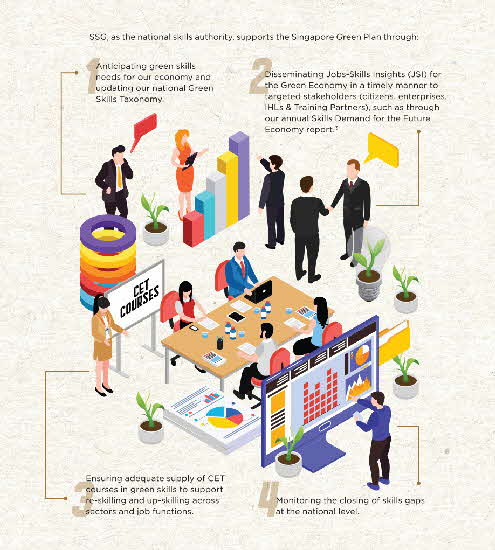 SSG, as the national skills authority, supports the Singapore Green Plan through:
1
Anticipating green skills
needs for our economy and
updating our national Green
Skills Taxonomy.
2
Disseminating Jobs-Skills Insights (JSI) for
the Green Economy in a timely manner to
targeted stakeholders (citizens, enterprises,
IHLs & Training Partners), such as through
our annual Skills Demand for the Future
Economy report.
CET
COURSES
3
Ensuring adequate supply of CET
courses in green skills to support
re-skilling and up-skilling across
sectors and job functions.
4
Monitoring the closing of skills gaps
at the national level.